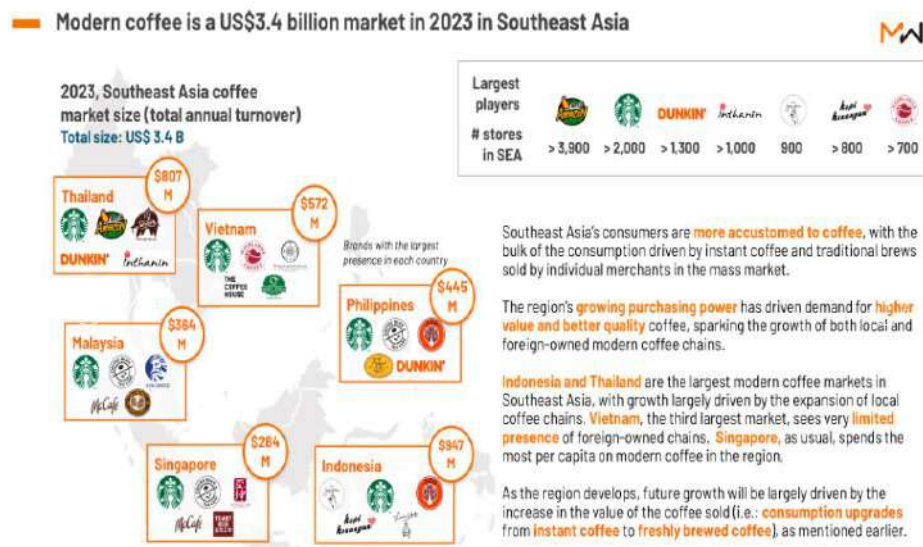 Modern coffee is a US$3.4 billion market in 2023 in Southeast Asia
MW
2023, Southeast Asia coffee
market size (total annual turnover)
Total size: US$ 3.4 B
Largest
players
DUNKIN'
inthanin
kopi
kenangan
# stores
in SEA
> 3,900
> 2,000
> 1,300
> 1,000
900
> 800
> 700
$807
M
Thailand
Amazon
DUNKIN'
inthanin
$572
M
Vietnam
THE
COFFEE
HOUSE
Brands with the largest
presence in each country
$445
M
Philippines
DUNKIN'
$364
M
Malaysia
McCafé
$284
M
Singapore
McCafé
TOAST
BOX
$947
M
Indonesia
kopi
kenangan
Southeast Asia's consumers are more accustomed to coffee, with the
bulk of the consumption driven by instant coffee and traditional brews
sold by individual merchants in the mass market.
The region's growing purchasing power has driven demand for higher
value and better quality coffee, sparking the growth of both local and
foreign-owned modern coffee chains.
Indonesia and Thailand are the largest modern coffee markets in
Southeast Asia, with growth largely driven by the expansion of local
coffee chains. Vietnam, the third largest market, sees very limited
presence of foreign-owned chains. Singapore, as usual, spends the
most per capita on modern coffee in the region.
As the region develops, future growth will be largely driven by the
increase in the value of the coffee sold (i.e.: consumption upgrades
from instant coffee to freshly brewed coffee), as mentioned earlier.